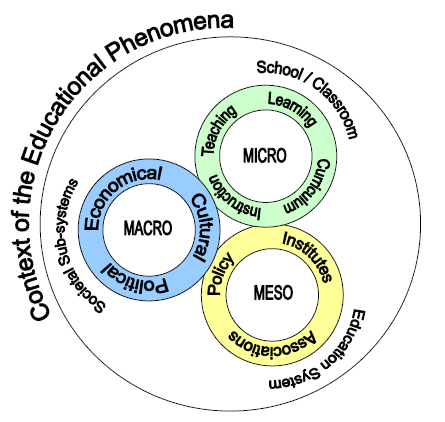 Context of the Educational Phenomena
School / Classroom
Teaching
Learning
Curriculum
Instruction
MICRO
Societal Sub-systems
Economical
Cultural
Political
MACRO
Policy
Institutes
Associations
MESO
Education System